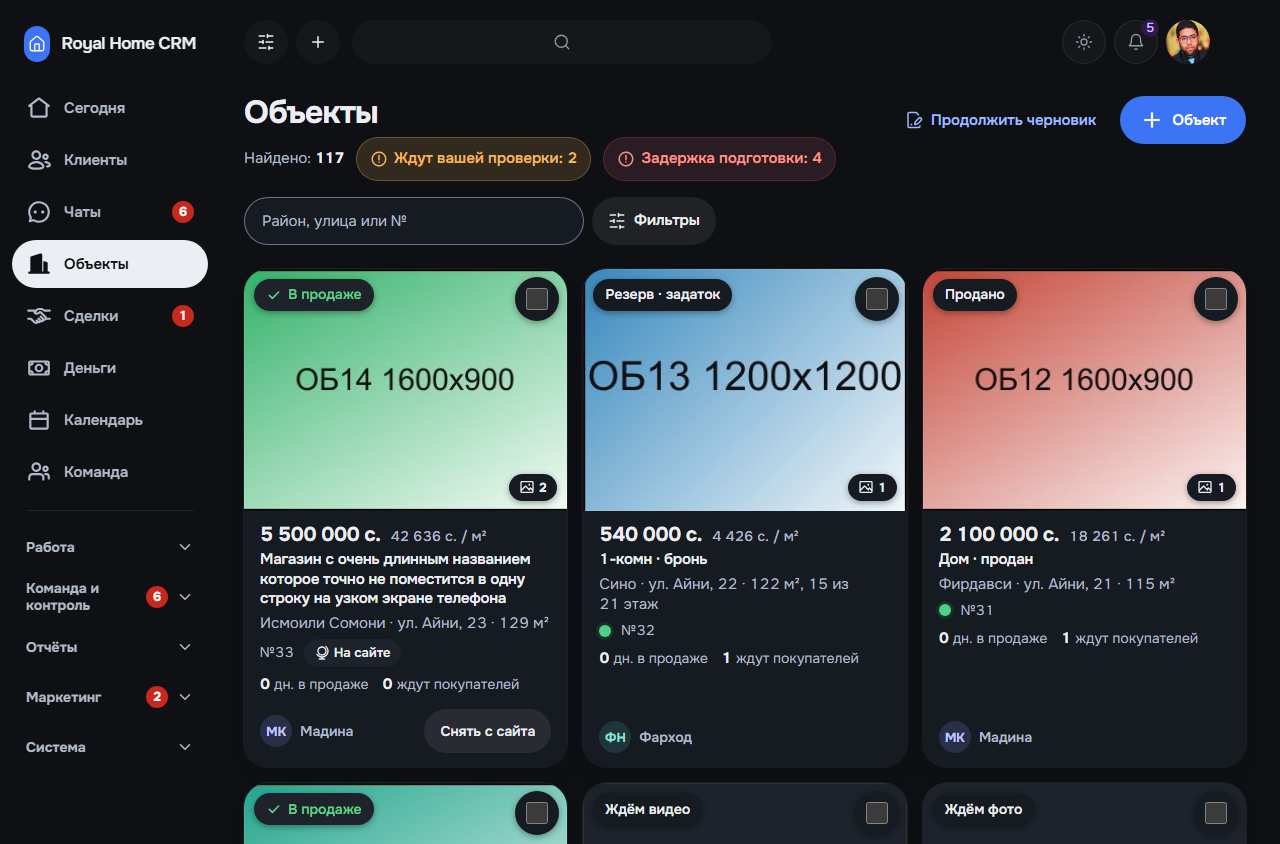 Royal Home CRM
5
Сегодня
Клиенты
Чаты 6
Объекты
Сделки 1
Деньги
Календарь
Команда
Работа
Команда и
контроль 6
Отчёты
Маркетинг 2
Система
Объекты
Продолжить черновик
Объект
Найдено: 117
Ждут вашей проверки: 2
Задержка подготовки: 4
Район, улица или №
Фильтры
В продаже
ОБ14 1600x900
2
5 500 000 с. 42 636 с. / м²
Магазин с очень длинным названием
которое точно не поместится в одну
строку на узком экране телефона
Исмоили Сомони · ул. Айни, 23 · 129 м²
№33 На сайте
0 дн. в продаже 0 ждут покупателей
МК Мадина
Снять с сайта
Резерв · задаток
ОБ13 1200x1200
1
540 000 с. 4 426 с. / м²
1-комн · бронь
Сино · ул. Айни, 22 · 122 м², 15 из
21 этаж
№32
0 дн. в продаже 1 ждут покупателей
ФН Фарход
Продано
ОБ12 1600x900
1
2 100 000 с. 18 261 с. / м²
Дом · продан
Фирдавси · ул. Айни, 21 · 115 м²
№31
0 дн. в продаже 1 ждут покупателей
МК Мадина
В продаже
Ждём видео
Ждём фото